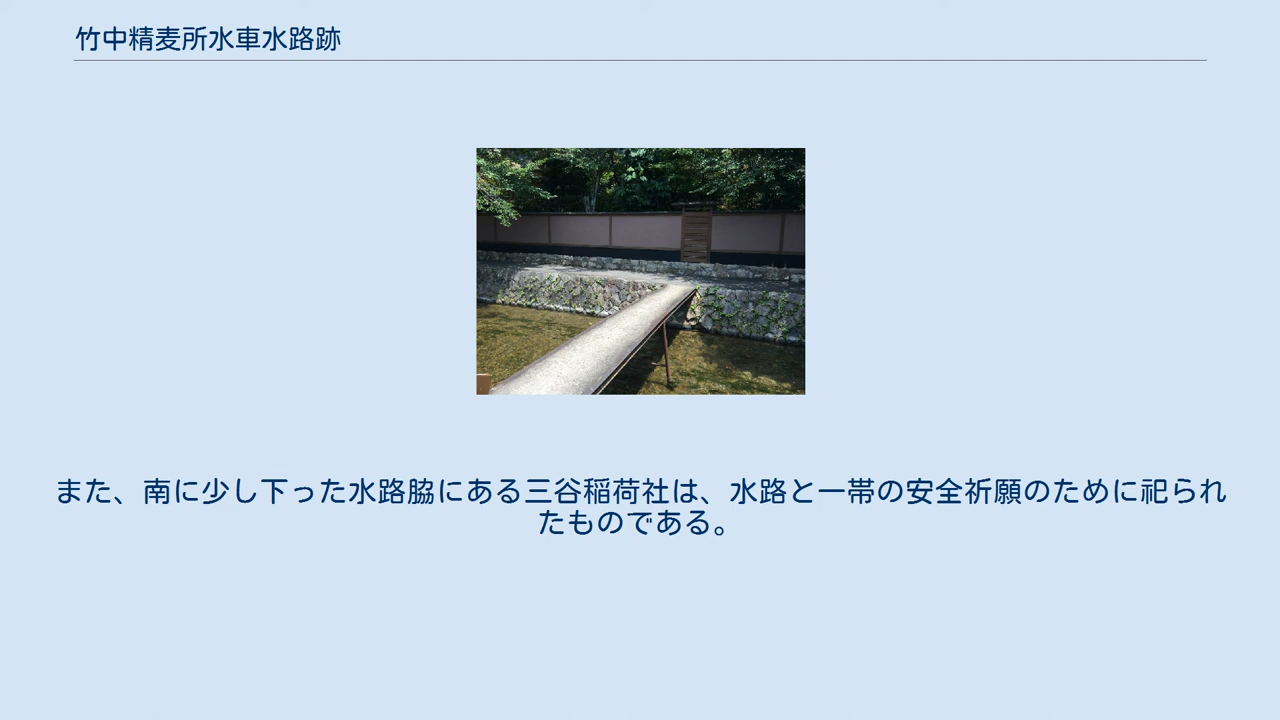 竹中精麦所水車水路跡
また、南に少し下った水路脇にある三谷稲荷社は、水路と一帯の安全祈願のために祀られ
たものである。